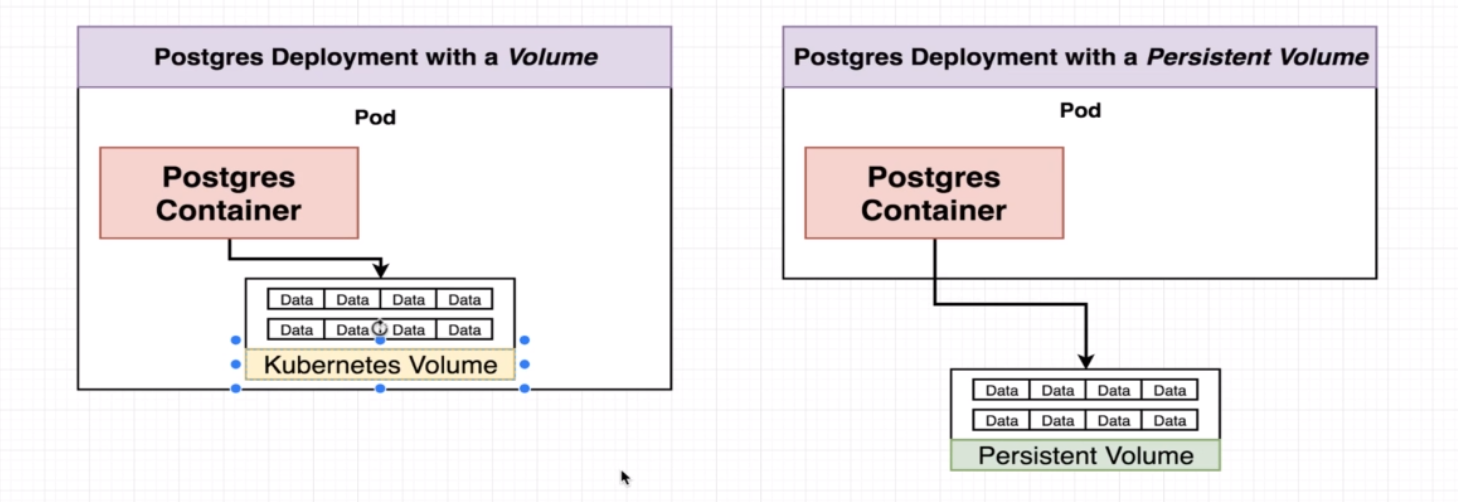 Postgres Deployment with a Volume
Pod
Postgres
Container
Data Data Data Data
Data Data Data Data
Kubernetes Volume
Postgres Deployment with a Persistent Volume
Pod
Postgres
Container
Data Data Data Data
Data Data Data Data
Persistent Volume